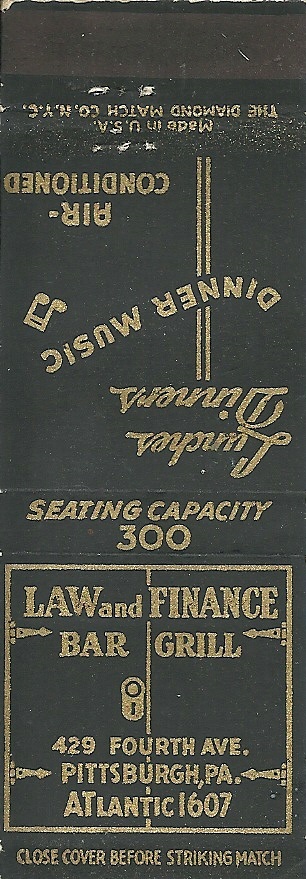 THE DIAMOND MATCH CO. N.Y.C.
Made in U.S.A.
AIR-
CONDITIONED
DINNER MUSIC
Lunches
Dinners
SEATING CAPACITY
300
LAW and FINANCE
BAR GRILL
429 FOURTH AVE.
PITTSBURGH, PA.
ATLANTIC 1607
CLOSE COVER BEFORE STRIKING MATCH